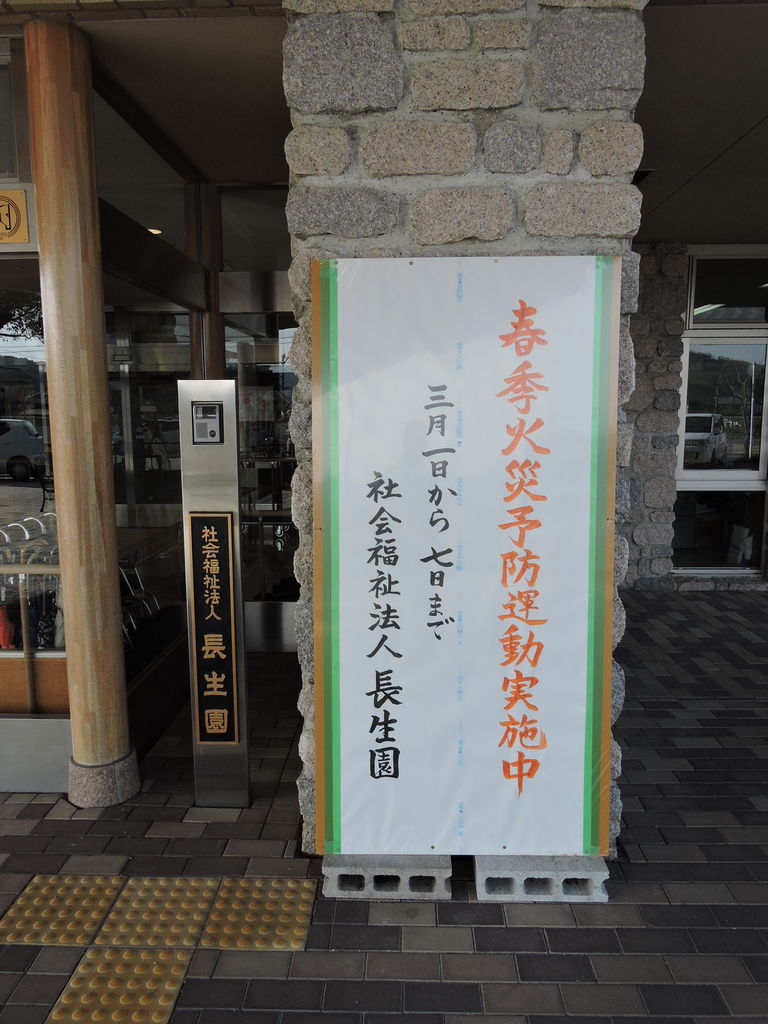 春季火災予防運動実施中
三月一日から七日まで
社会福祉法人長生園
社会福祉法人 長生園